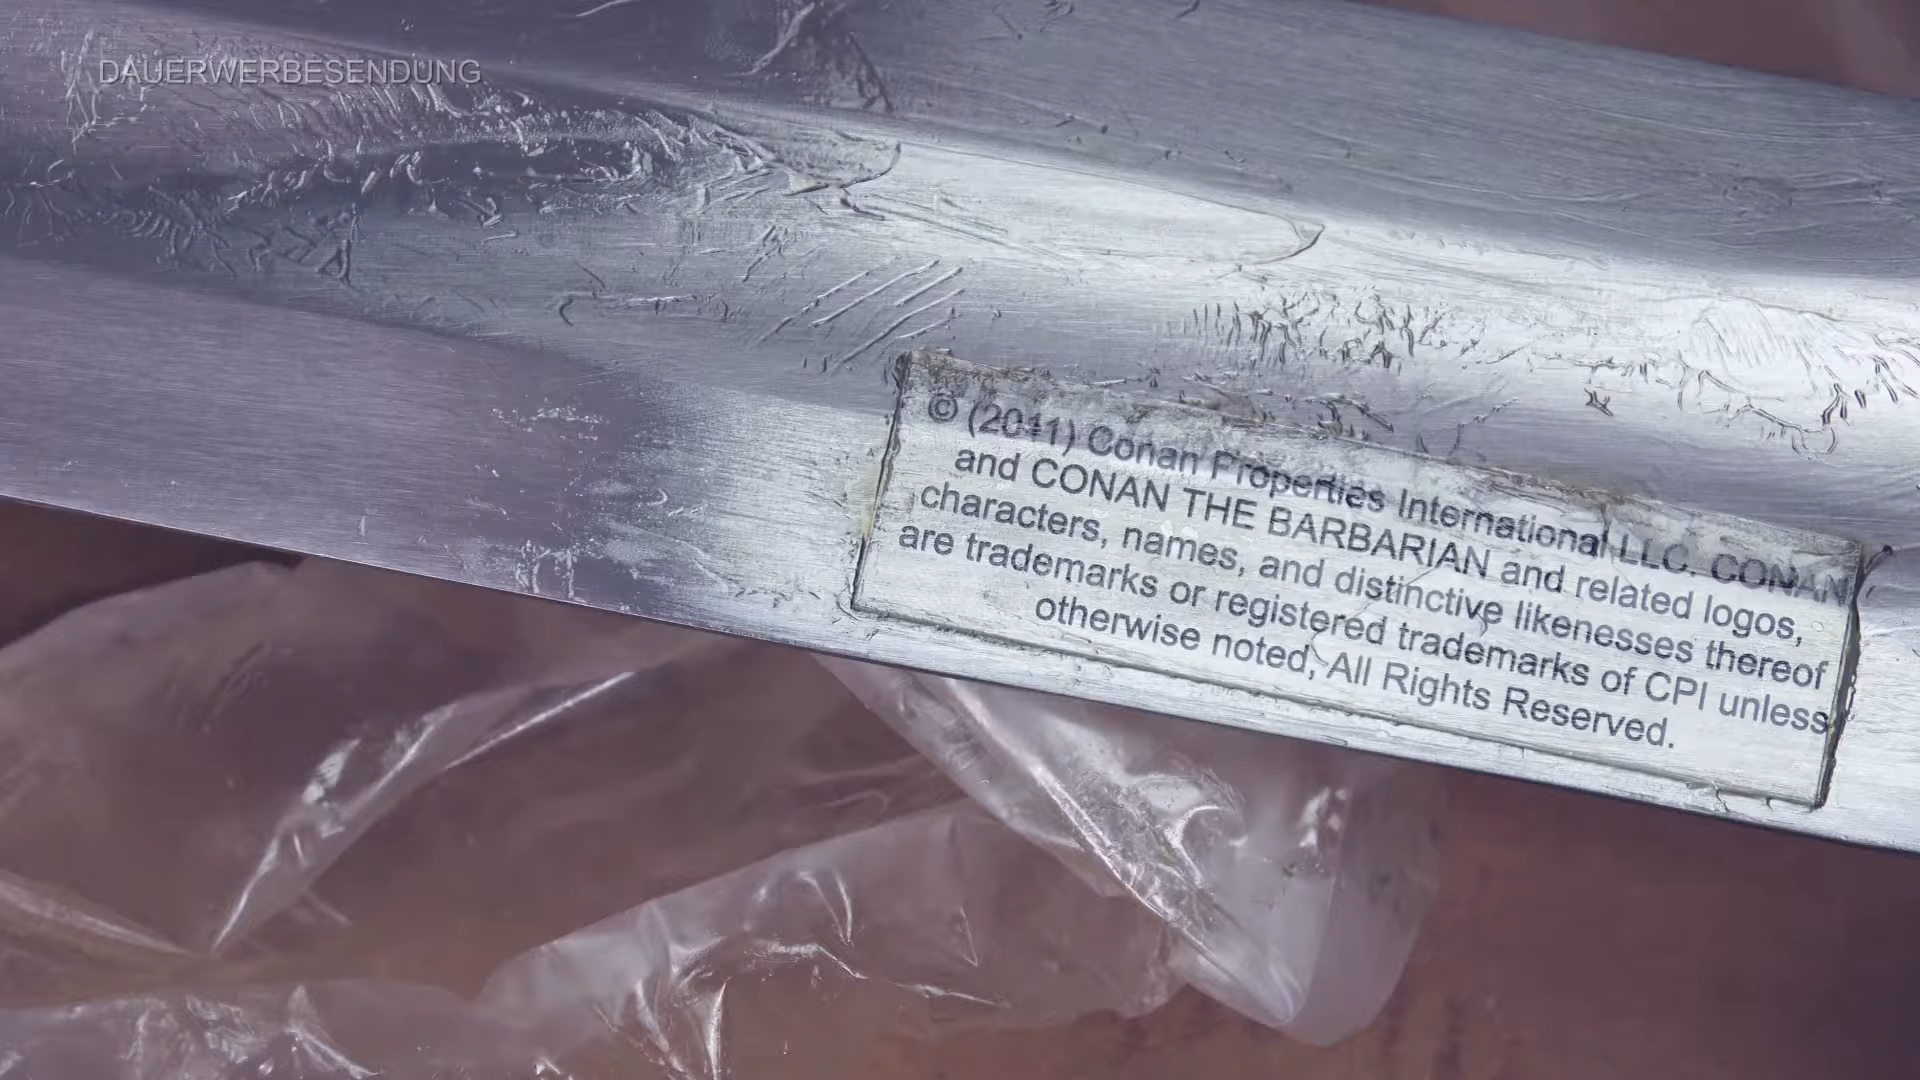 DAUERWERBESENDUNG
© (2011) Conan Properties International LLC. CONAN
and CONAN THE BARBARIAN and related logos,
characters, names, and distinctive likenesses thereof
are trademarks or registered trademarks of CPI unless
otherwise noted, All Rights Reserved.